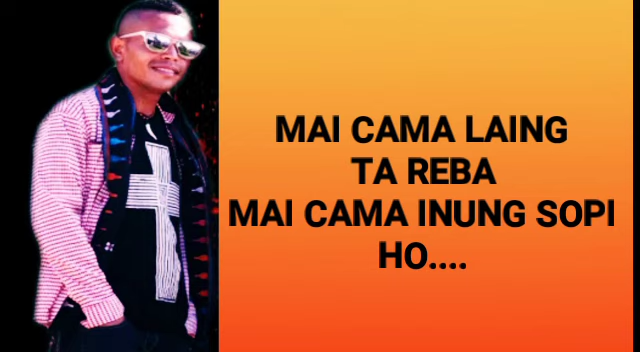 MAI CAMA LAING
TA REBA
MAI CAMA INUNG SOPI
HO....